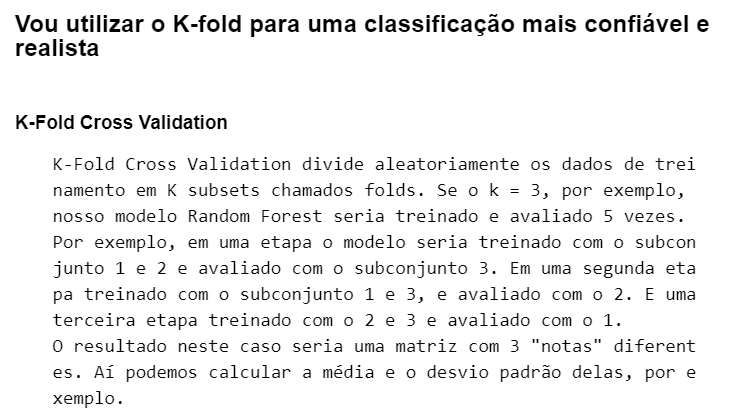 Vou utilizar o K-fold para uma classificação mais confiável e
realista
K-Fold Cross Validation
K-Fold Cross Validation divide aleatoriamente os dados de trei
namento em K subsets chamados folds. Se o k = 3, por exemplo,
nosso modelo Random Forest seria treinado e avaliado 5 vezes.
Por exemplo, em uma etapa o modelo seria treinado com o subcon
junto 1 e 2 e avaliado com o subconjunto 3. Em uma segunda eta
pa treinado com o subconjunto 1 e 3, e avaliado com o 2. E uma
terceira etapa treinado com o 2 e 3 e avaliado com o 1.
O resultado neste caso seria uma matriz com 3 "notas" diferent
es. Aí podemos calcular a média e o desvio padrão delas, por e
xemplo.